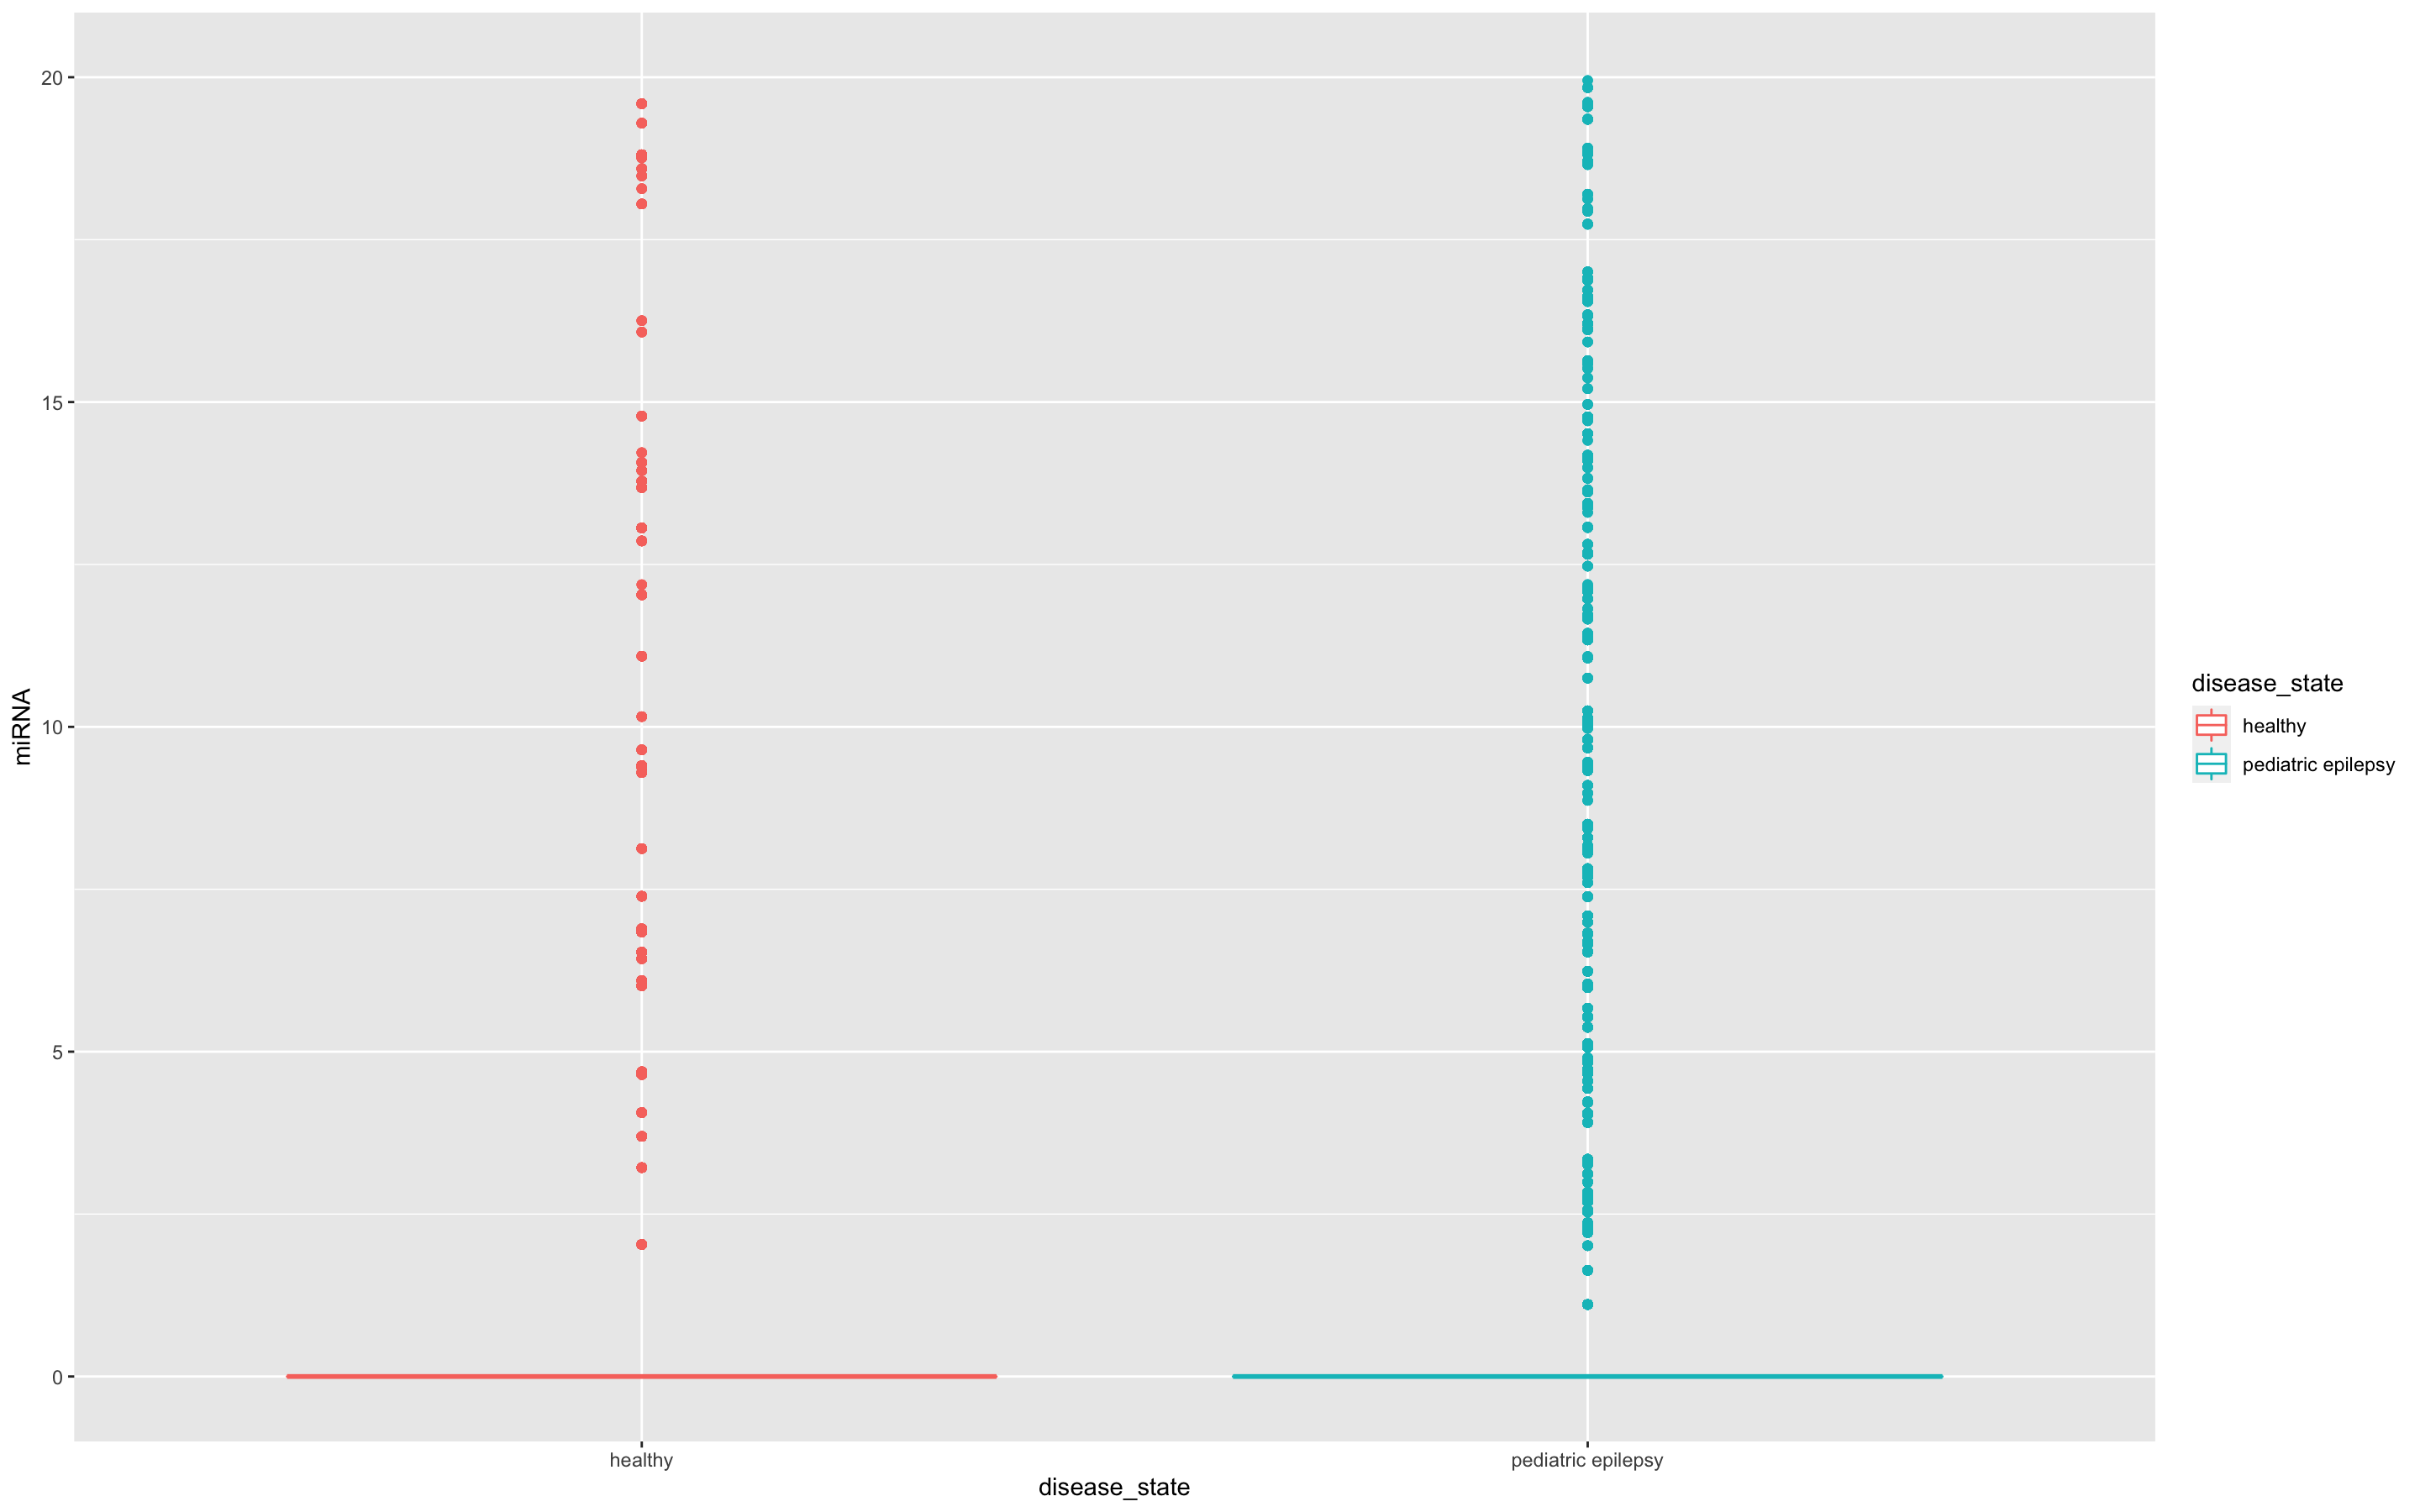 20
15
10
5
0
miRNA
healthy
pediatric epilepsy
disease_state
disease_state
healthy
pediatric epilepsy